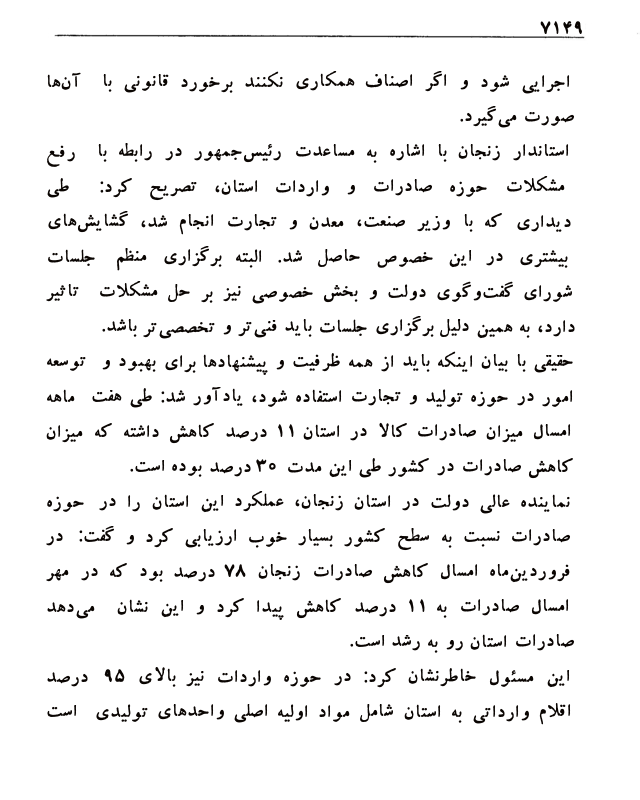 ۷۱۴۹
اجرایی شود و اگر اصناف همکاری نکنند برخورد قانونی با آن‌ها
صورت می‌گیرد.
استاندار زنجان با اشاره به مساعدت رئیس‌جمهور در رابطه با رفع
مشکلات حوزه صادرات و واردات استان، تصریح کرد: طی
دیداری که با وزیر صنعت، معدن و تجارت انجام شد، گشایش‌های
بیشتری در این خصوص حاصل شد. البته برگزاری منظم جلسات
شورای گفت‌وگوی دولت و بخش خصوصی نیز بر حل مشکلات تاثیر
دارد، به همین دلیل برگزاری جلسات باید فنی‌تر و تخصصی‌تر باشد.
حقیقی با بیان اینکه باید از همه ظرفیت و پیشنهادها برای بهبود و توسعه
امور در حوزه تولید و تجارت استفاده شود، یادآور شد: طی هفت ماهه
امسال میزان صادرات کالا در استان ۱۱ درصد کاهش داشته که میزان
کاهش صادرات در کشور طی این مدت ۳۰ درصد بوده است.
نماینده عالی دولت در استان زنجان، عملکرد این استان را در حوزه
صادرات نسبت به سطح کشور بسیار خوب ارزیابی کرد و گفت: در
فروردین‌ماه امسال کاهش صادرات زنجان ۷۸ درصد بود که در مهر
امسال صادرات به ۱۱ درصد کاهش پیدا کرد و این نشان می‌دهد
صادرات استان رو به رشد است.
این مسئول خاطرنشان کرد: در حوزه واردات نیز بالای ۹۵ درصد
اقلام وارداتی به استان شامل مواد اولیه اصلی واحدهای تولیدی است